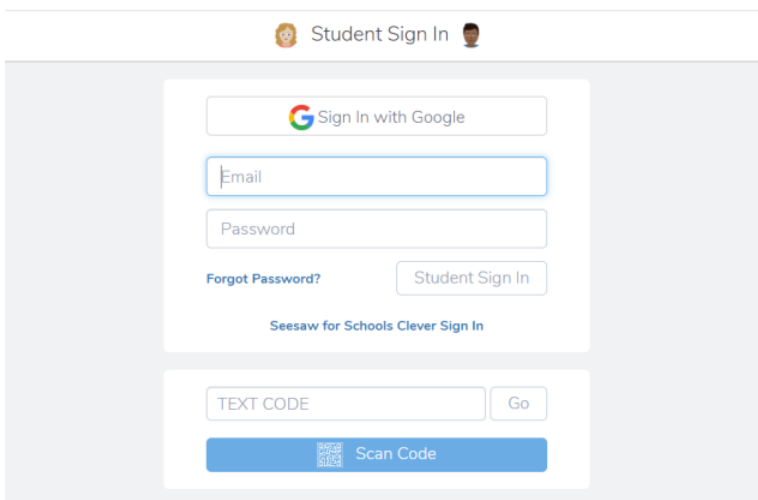 Student Sign In
Sign In with Google
Email
Password
Forgot Password?
Student Sign In
Seesaw for Schools Clever Sign In
TEXT CODE
Go
Scan Code